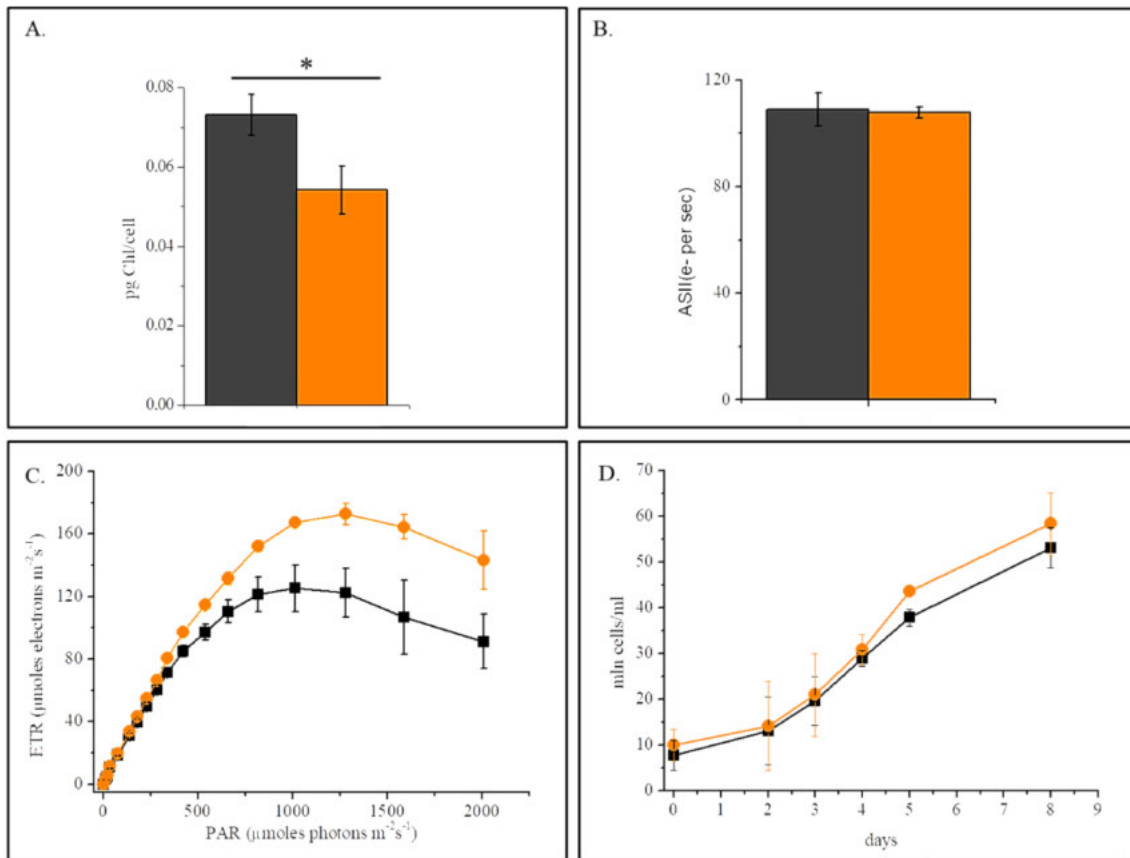 A.
*
0.08
0.06
0.04
0.02
0.00
pg Chl/cell
B.
120
80
40
0
ASII(e- per sec)
C.
200
160
120
80
40
0
ETR (μmoles electrons m⁻²s⁻¹)
0 500 1000 1500 2000
PAR (μmoles photons m⁻²s⁻¹)
D.
70
60
50
40
30
20
10
0
mln cells/ml
0 1 2 3 4 5 6 7 8 9
days